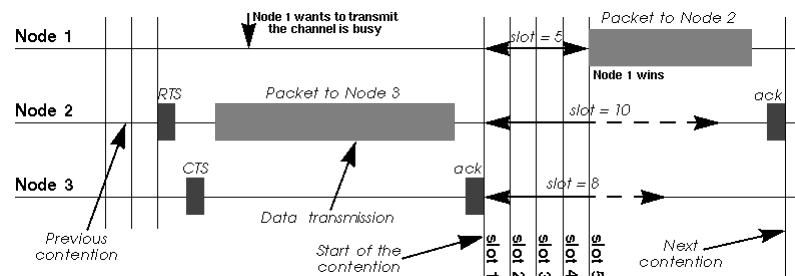 Node 1 wants to transmit
the channel is busy
Packet to Node 2
Node 1
slot = 5
Node 1 wins
RTS
Packet to Node 3
ack
Node 2
slot = 10
CTS
ack
slot = 8
Node 3
Data transmission
Previous
contention
Start of the
contention
slot 1
slot 2
slot 3
slot 4
slot 5
Next
contention